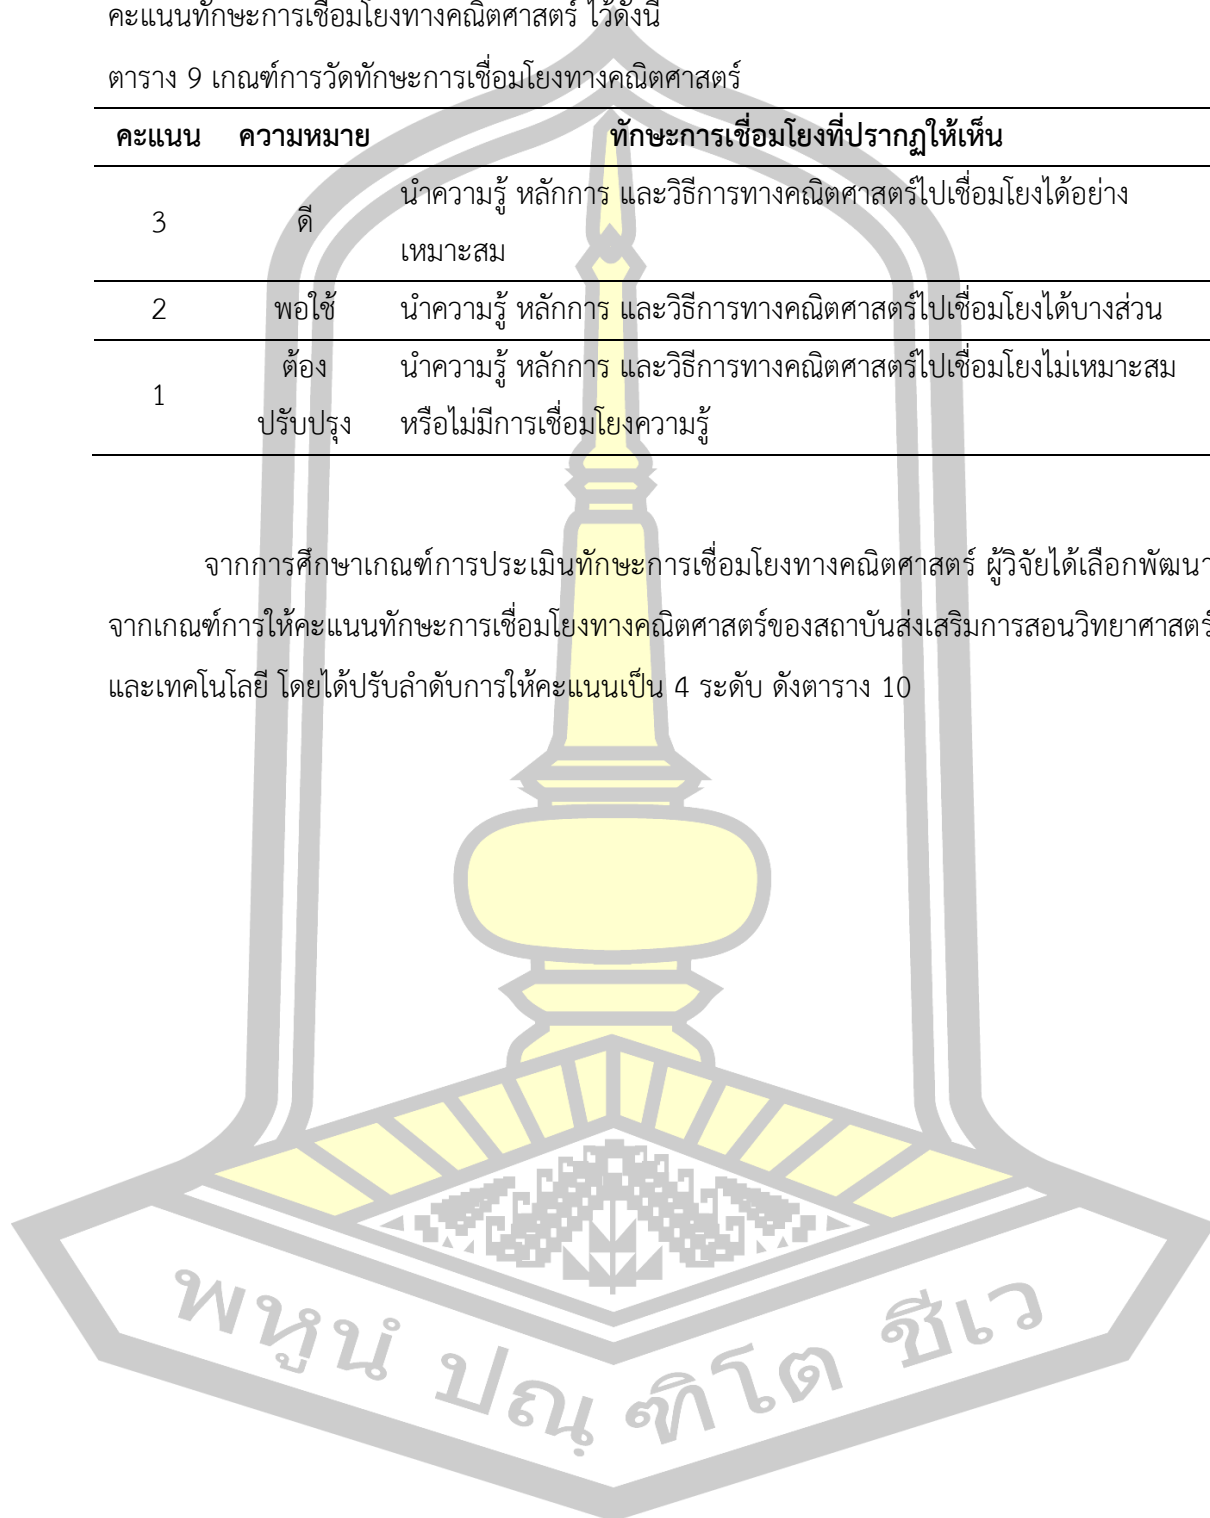 คะแนนทักษะการเชื่อมโยงทางคณิตศาสตร์ ไว้ดังนี้
ตาราง 9 เกณฑ์การวัดทักษะการเชื่อมโยงทางคณิตศาสตร์
คะแนน ความหมาย ทักษะการเชื่อมโยงที่ปรากฏให้เห็น
3 ดี นำความรู้ หลักการ และวิธีการทางคณิตศาสตร์ไปเชื่อมโยงได้อย่าง
เหมาะสม
2 พอใช้ นำความรู้ หลักการ และวิธีการทางคณิตศาสตร์ไปเชื่อมโยงได้บางส่วน
1 ต้อง นำความรู้ หลักการ และวิธีการทางคณิตศาสตร์ไปเชื่อมโยงไม่เหมาะสม
ปรับปรุง หรือไม่มีการเชื่อมโยงความรู้
จากการศึกษาเกณฑ์การประเมินทักษะการเชื่อมโยงทางคณิตศาสตร์ ผู้วิจัยได้เลือกพัฒนา
จากเกณฑ์การให้คะแนนทักษะการเชื่อมโยงทางคณิตศาสตร์ของสถาบันส่งเสริมการสอนวิทยาศาสตร์
และเทคโนโลยี โดยได้ปรับลำดับการให้คะแนนเป็น 4 ระดับ ดังตาราง 10
พหูนํ ปณฺฑิโต ชีเว